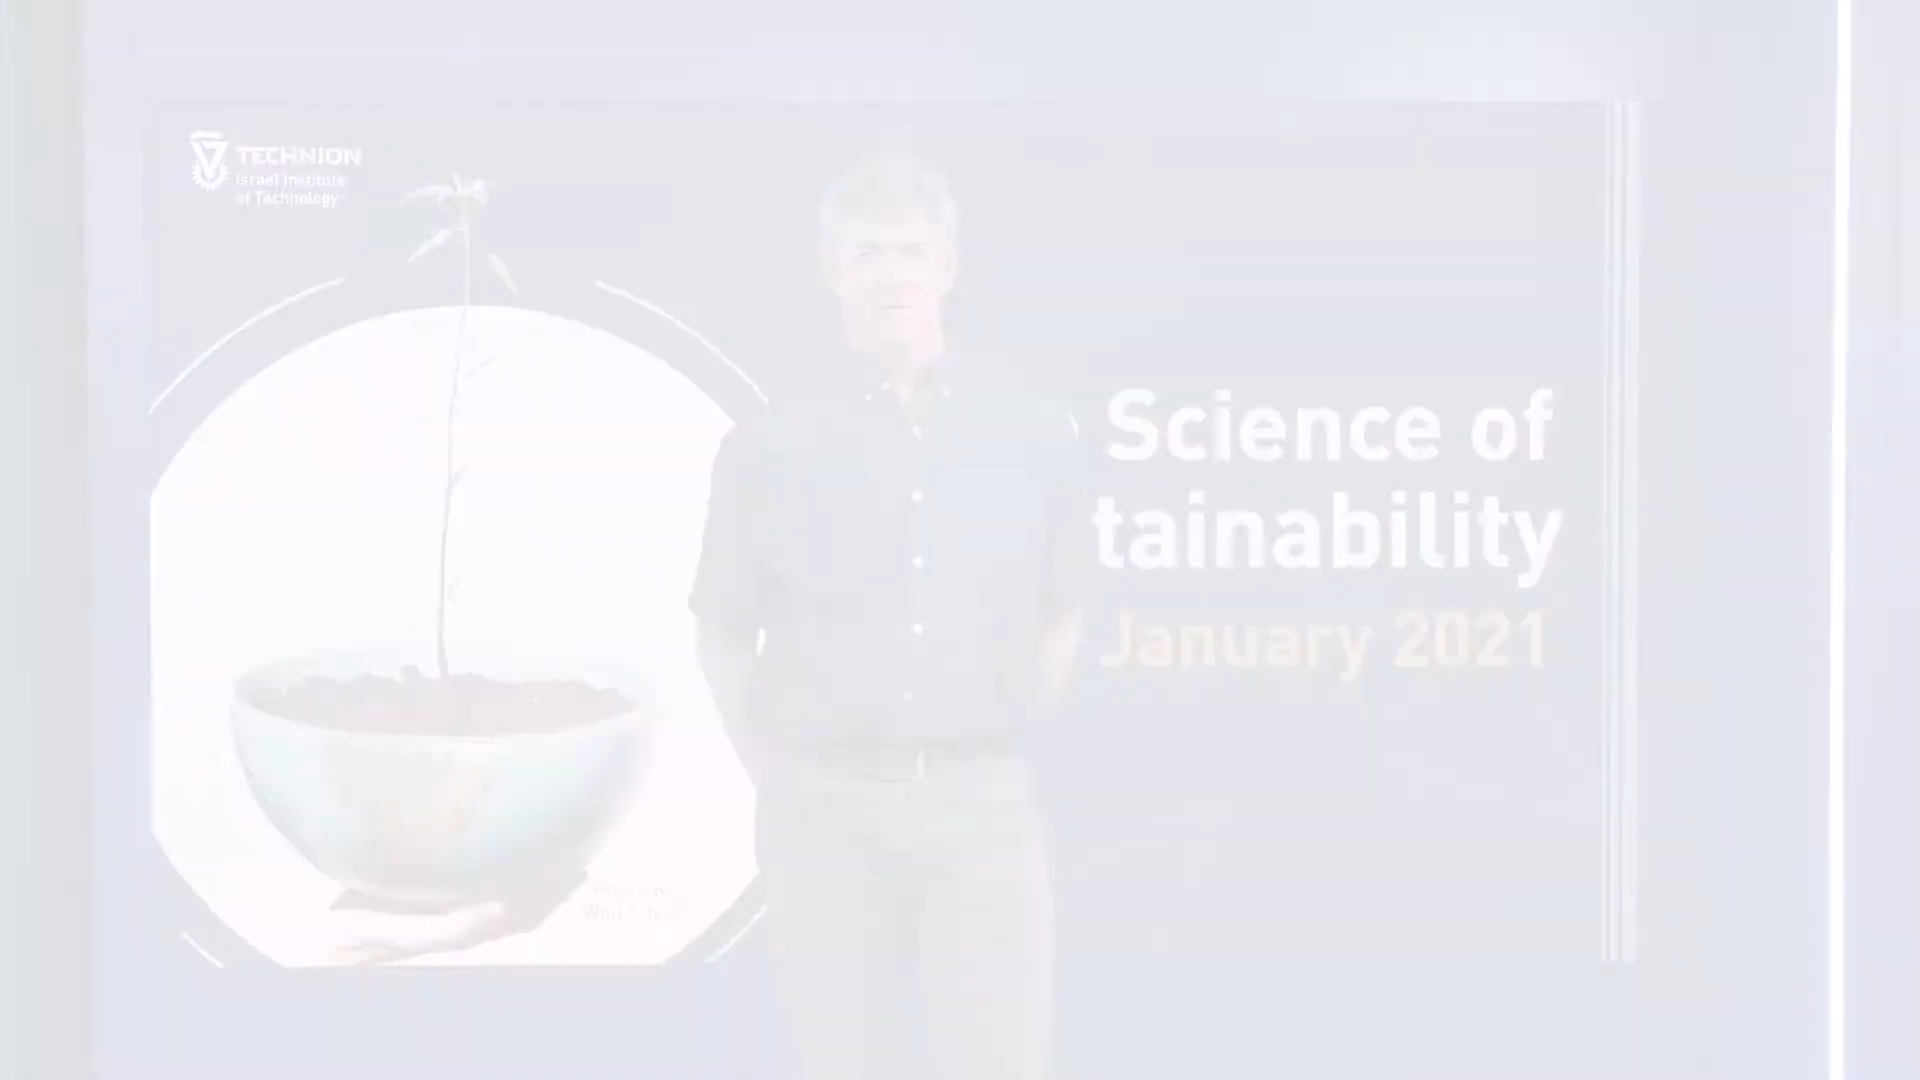 TECHNION
Israel Institute
of Technology
Science of
tainability
January 2021